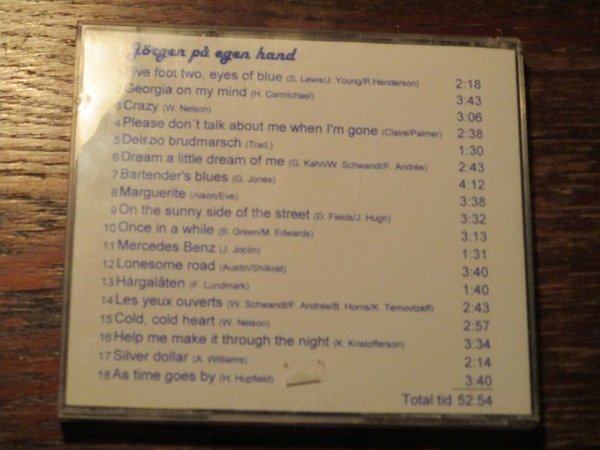 Jörgen på egen hand
1 Five foot two, eyes of blue (S. Lewis/J. Young/R.Henderson) 2:18
2 Georgia on my mind (H. Carmichael) 3:43
3 Crazy (W. Nelson) 3:06
4 Please don´t talk about me when I'm gone (Claire/Palmer) 2:38
5 Delsbo brudmarsch (Trad.) 1:30
6 Dream a little dream of me (G. Kahn/W. Schwandt/F. Andrée) 2:43
7 Bartender's blues (G. Jones) 4:12
8 Marguerite (Alson/Eve) 3:38
9 On the sunny side of the street (D. Fields/J. Hugh) 3:32
10 Once in a while (B. Green/M. Edwards) 3:13
11 Mercedes Benz (J. Joplin) 1:31
12 Lonesome road (Austin/Shilkret) 3:40
13 Hårgalåten (F. Lundmark) 1:40
14 Les yeux ouverts (W. Schwandt/F. Andrée/B. Homs/K. Ternovtzeff) 2:43
15 Cold, cold heart (W. Nelson) 2:57
16 Help me make it through the night (K. Kristofferson) 3:34
17 Silver dollar (A. Williams) 2:14
18 As time goes by (H. Hupfield) 3:40
Total tid 52:54